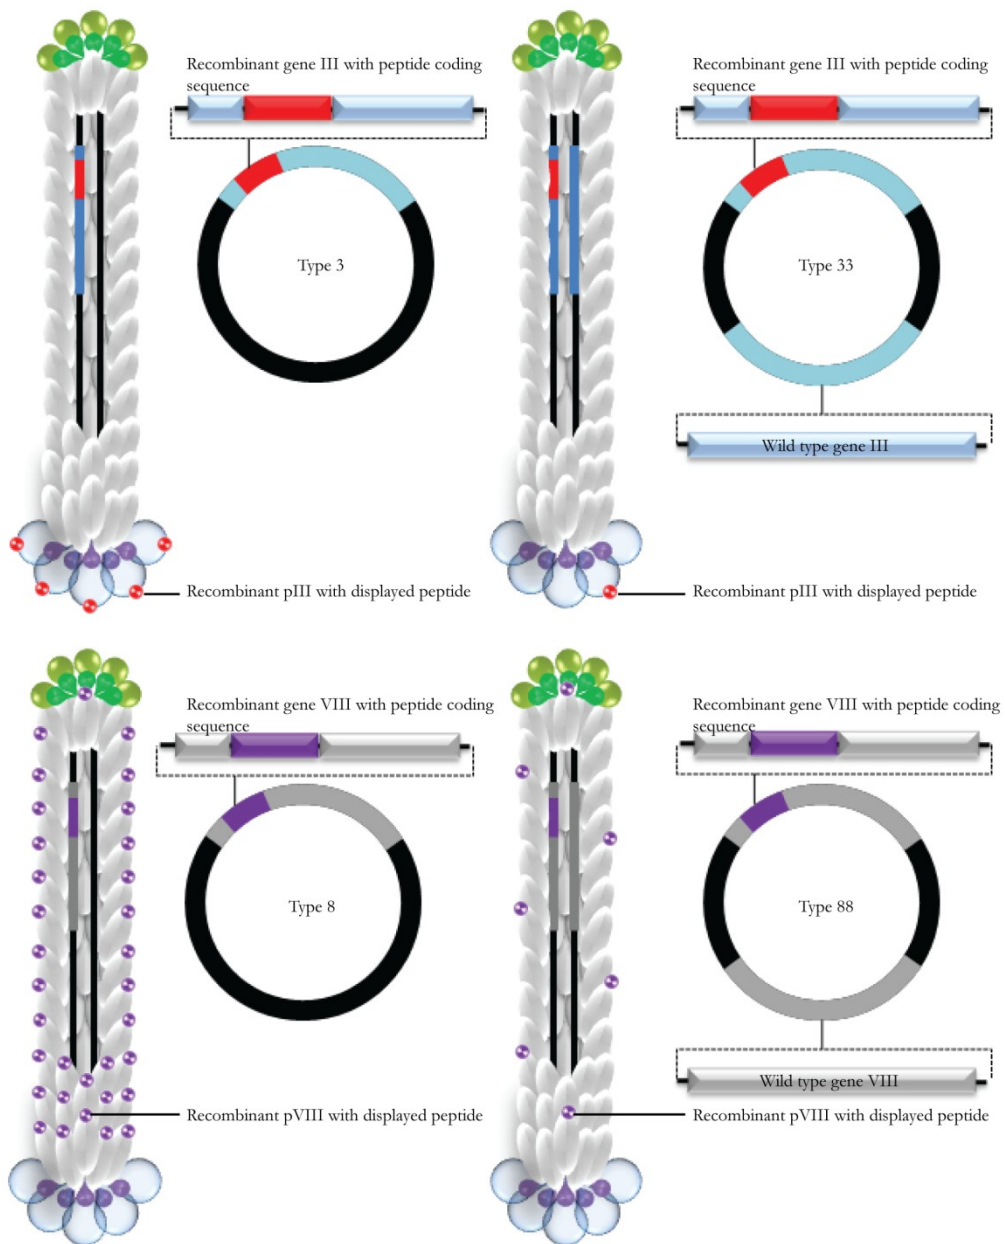 Recombinant gene III with peptide coding
sequence
Type 3
Recombinant pIII with displayed peptide
Recombinant gene III with peptide coding
sequence
Type 33
Wild type gene III
Recombinant pIII with displayed peptide
Recombinant gene VIII with peptide coding
sequence
Type 8
Recombinant pVIII with displayed peptide
Recombinant gene VIII with peptide coding
sequence
Type 88
Wild type gene VIII
Recombinant pVIII with displayed peptide